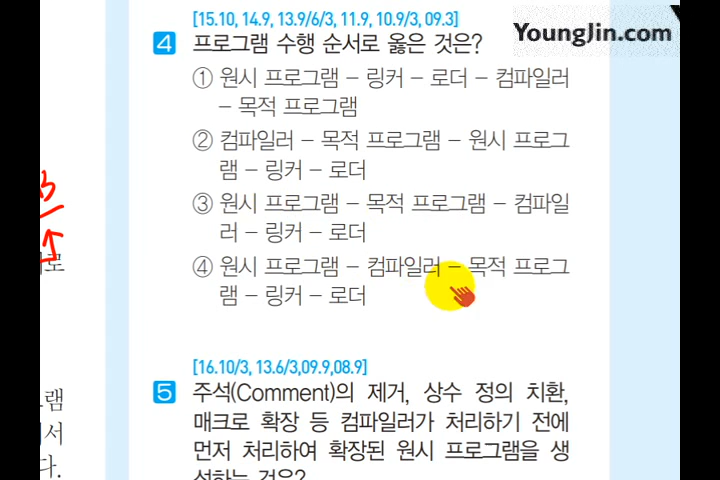 [15.10, 14.9, 13.9/6/3, 11.9, 10.9/3, 09.3]
YoungJin.com
4 프로그램 수행 순서로 옳은 것은?
① 원시 프로그램 – 링커 – 로더 – 컴파일러
– 목적 프로그램
② 컴파일러 – 목적 프로그램 – 원시 프로그
램 – 링커 – 로더
③ 원시 프로그램 – 목적 프로그램 – 컴파일
러 – 링커 – 로더
④ 원시 프로그램 – 컴파일러 – 목적 프로그
램 – 링커 – 로더
[16.10/3, 13.6/3,09.9,08.9]
5 주석(Comment)의 제거, 상수 정의 치환,
매크로 확장 등 컴파일러가 처리하기 전에
먼저 처리하여 확장된 원시 프로그램을 생
성하는 것은?
로
램
서
다.